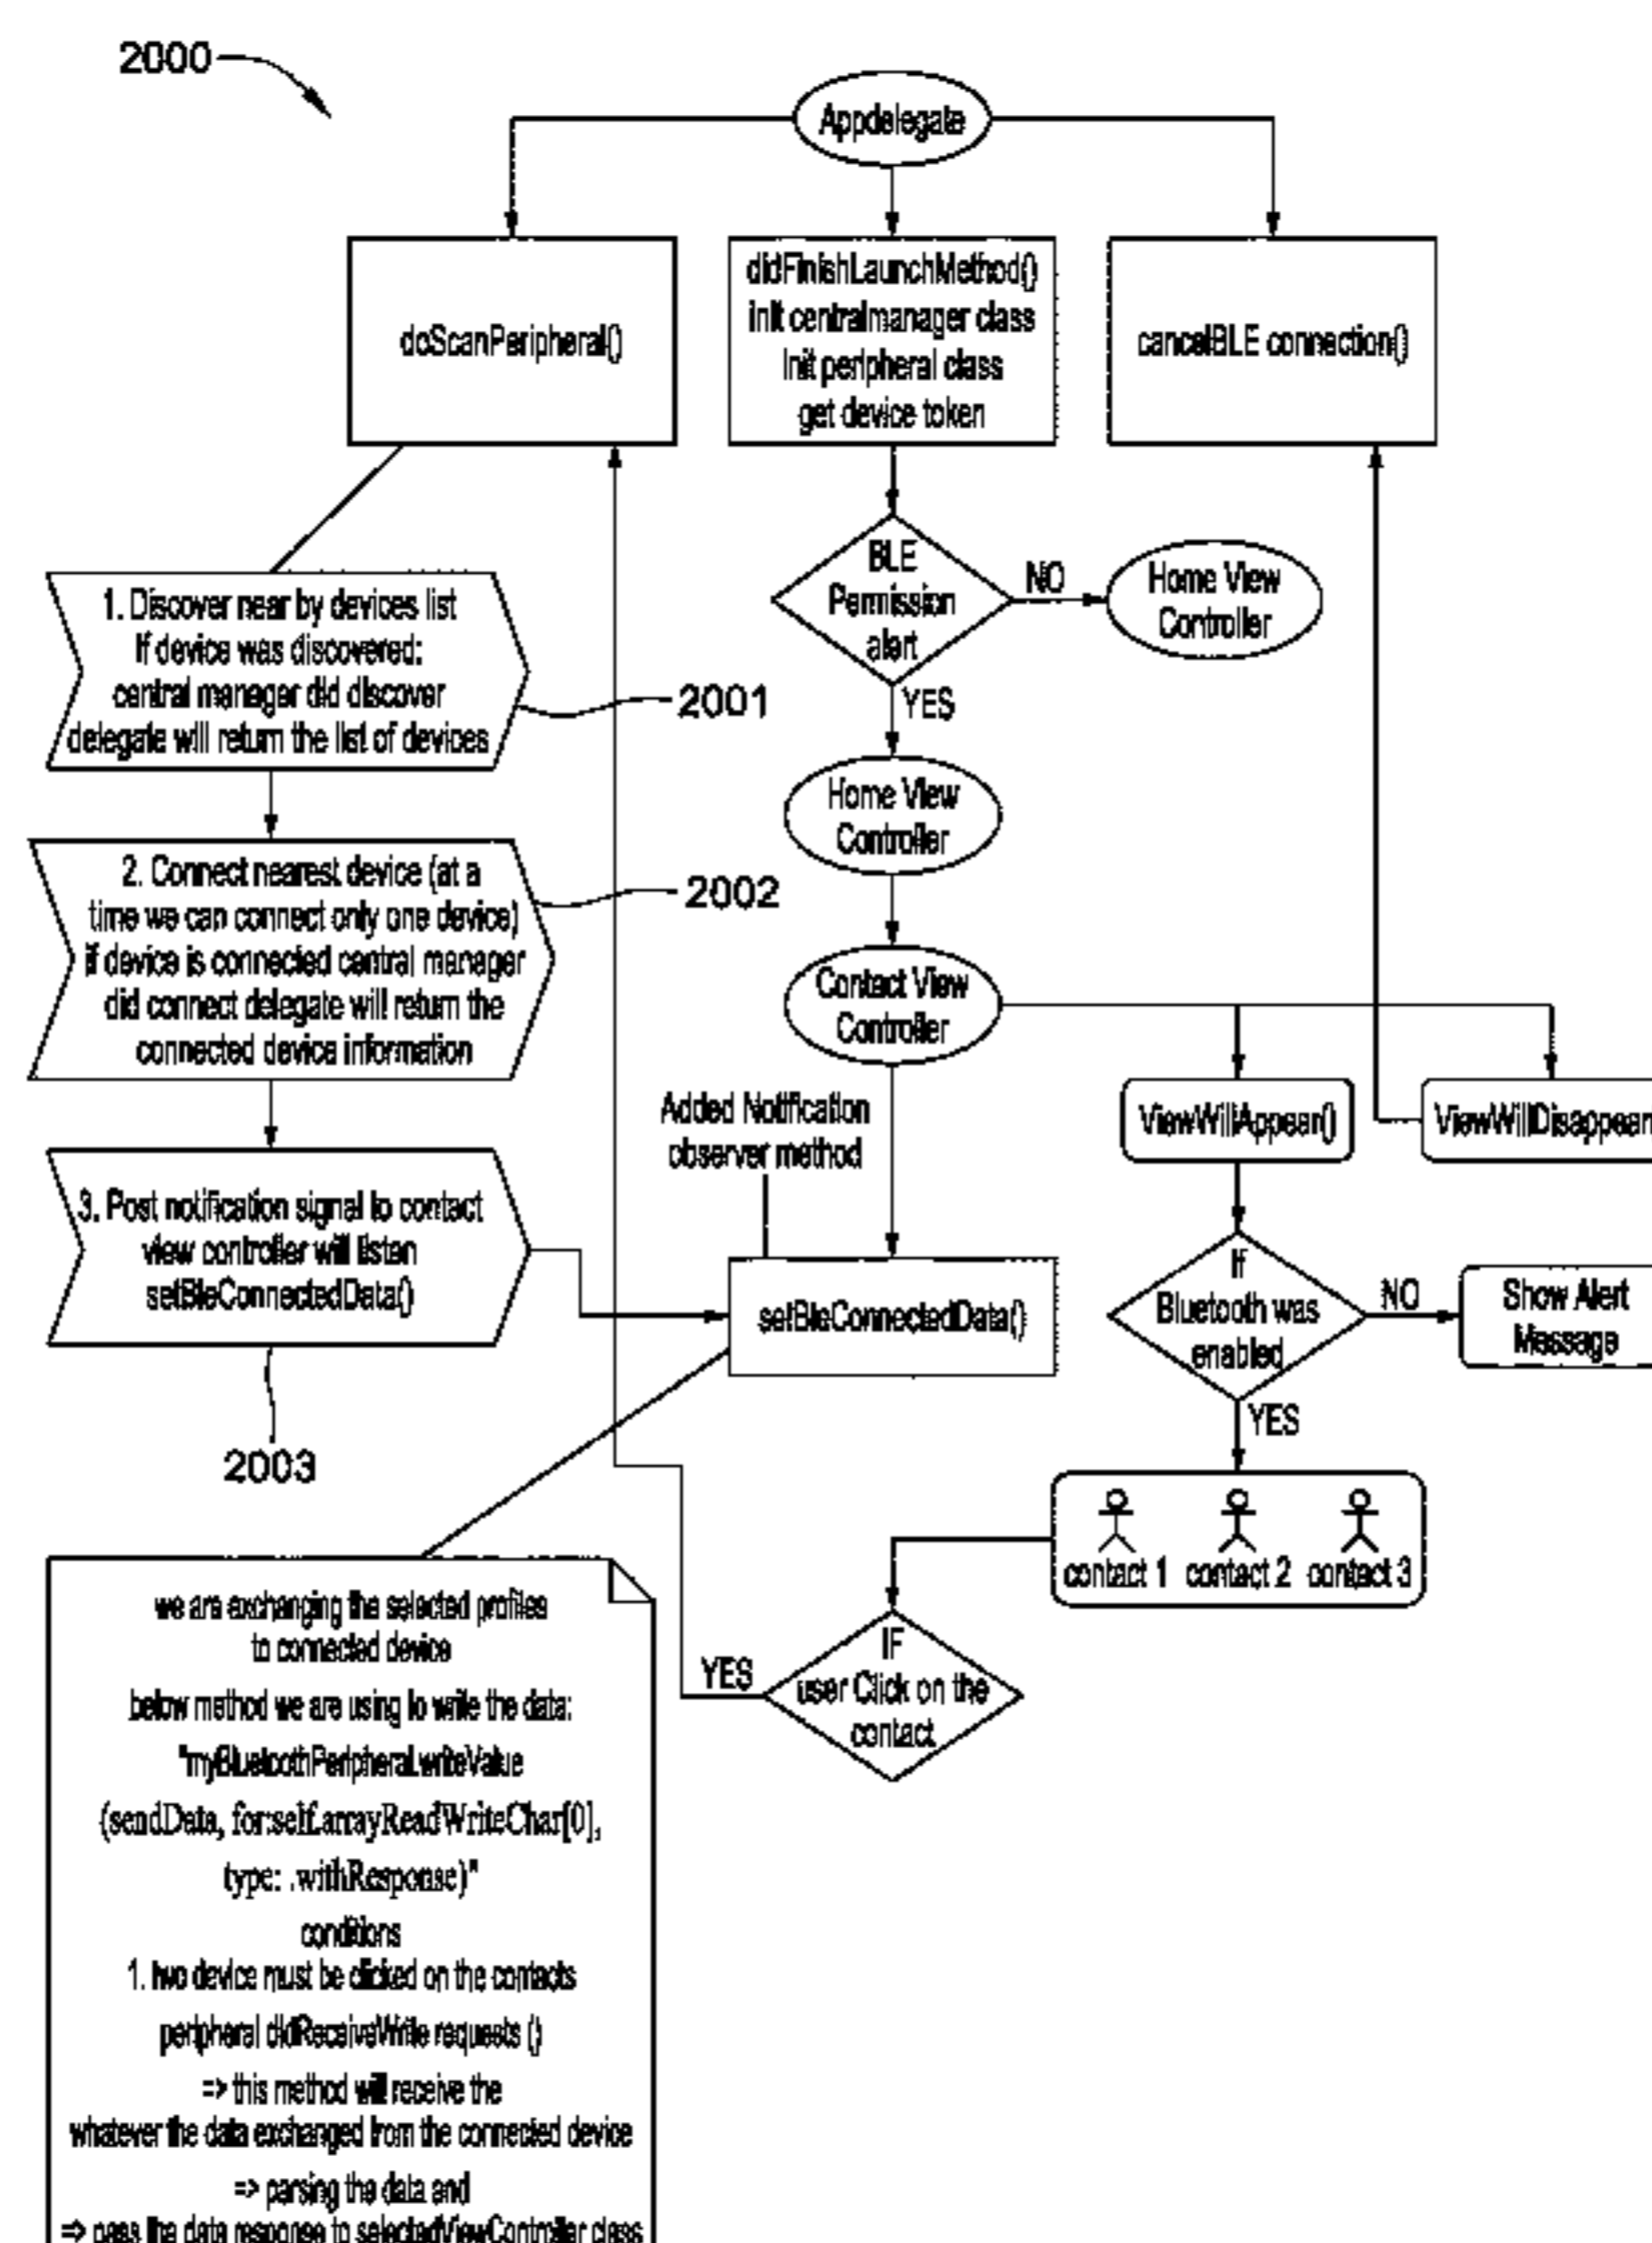 2000
Appdelegate
doScanPeripheral()
didFinishLaunchMethod()
init centralmanager class
init peripheral class
get device token
cancelBLE connection()
BLE
Permission
alert
NO
Home View
Controller
YES
1. Discover near by devices list
If device was discovered:
central manager did discover
delegate will return the list of devices
2001
Home View
Controller
2. Connect nearest device (at a
time we can connect only one device)
if device is connected central manager
did connect delegate will return the
connected device information
2002
Contact View
Controller
Added Notification
observer method
ViewWillAppear()
ViewWillDisappear
3. Post notification signal to contact
view controller will listen
setBleConnectedData()
2003
setBleConnectedData()
If
Bluetooth was
enabled
NO
Show Alert
Message
YES
contact 1 contact 2 contact 3
IF
user Click on the
contact
YES
we are exchanging the selected profiles
to connected device
below method we are using to write the data:
"myBluetoothPeripheral.writeValue
(sendData, for:self.arrayReadWriteChar[0],
type: .withResponse)"
conditions
1. two device must be clicked on the contacts
peripheral didReceiveWrite requests ()
=> this method will receive the
whatever the data exchanged from the connected device
=> parsing the data and
=> pass the data response to selectedViewController class